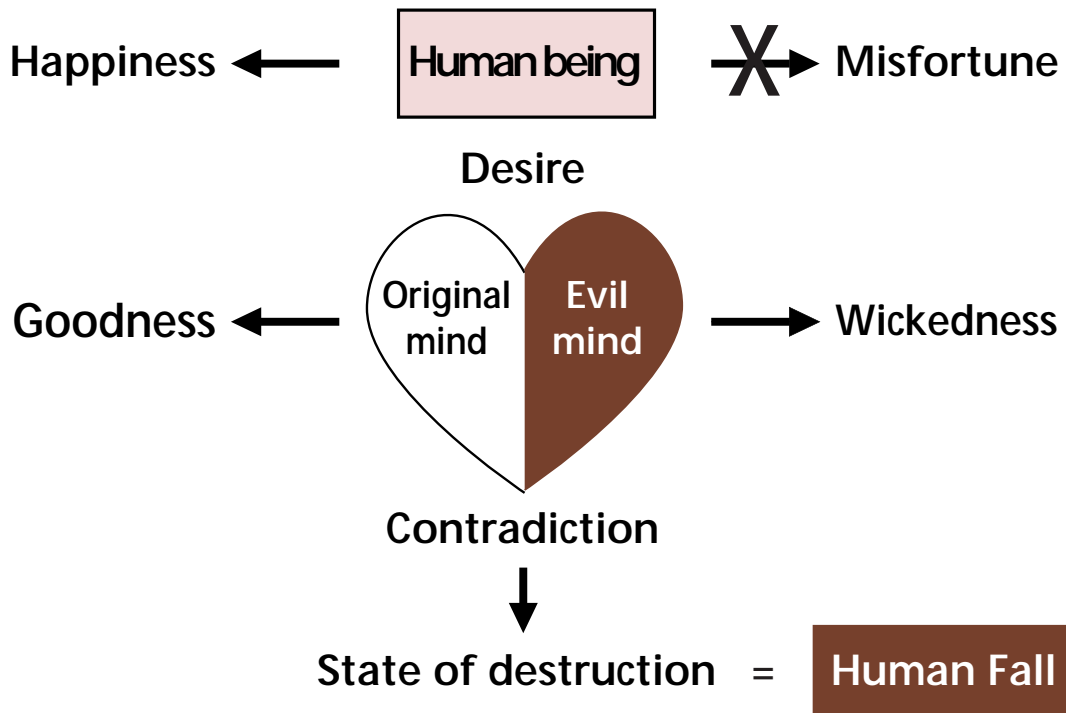 Happiness Human being X Misfortune
Desire
Original Evil
mind mind
Goodness Wickedness
Contradiction
State of destruction = Human Fall